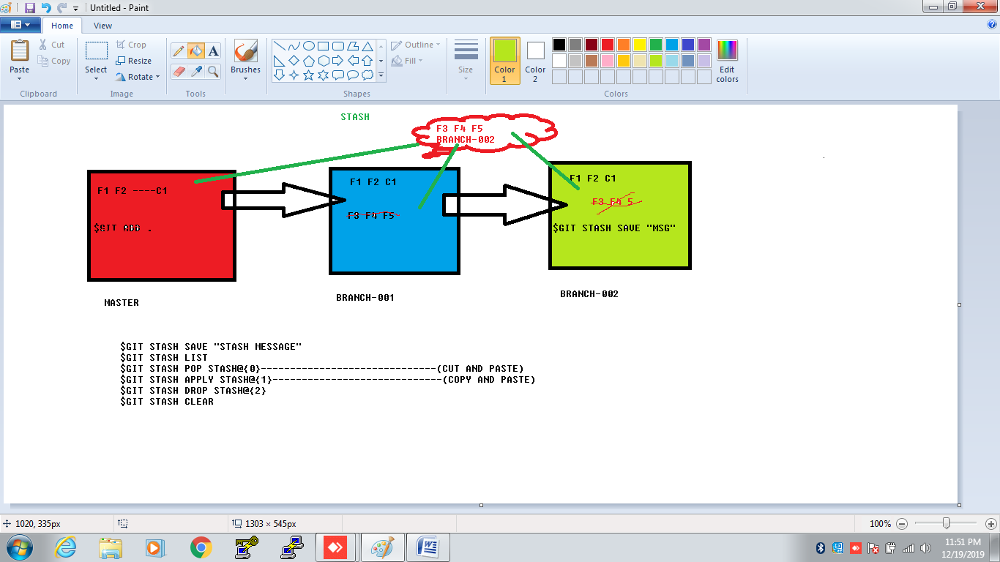 Untitled - Paint
Home
View
Paste
Cut
Copy
Clipboard
Select
Crop
Resize
Rotate
Image
A
Tools
Brushes
Shapes
Outline
Fill
Size
Color 1
Color 2
Edit colors
Colors
STASH
F3 F4 F5
BRANCH-002
F1 F2 ----C1
$GIT ADD .
MASTER
F1 F2 C1
F3 F4 F5
BRANCH-001
F1 F2 C1
F3 F4 5
$GIT STASH SAVE "MSG"
BRANCH-002
$GIT STASH SAVE "STASH MESSAGE"
$GIT STASH LIST
$GIT STASH POP STASH@{0}------------------------------(CUT AND PASTE)
$GIT STASH APPLY STASH@{1}-----------------------------(COPY AND PASTE)
$GIT STASH DROP STASH@{2}
$GIT STASH CLEAR
1020, 335px
1303 × 545px
100%
11:51 PM
12/19/2019